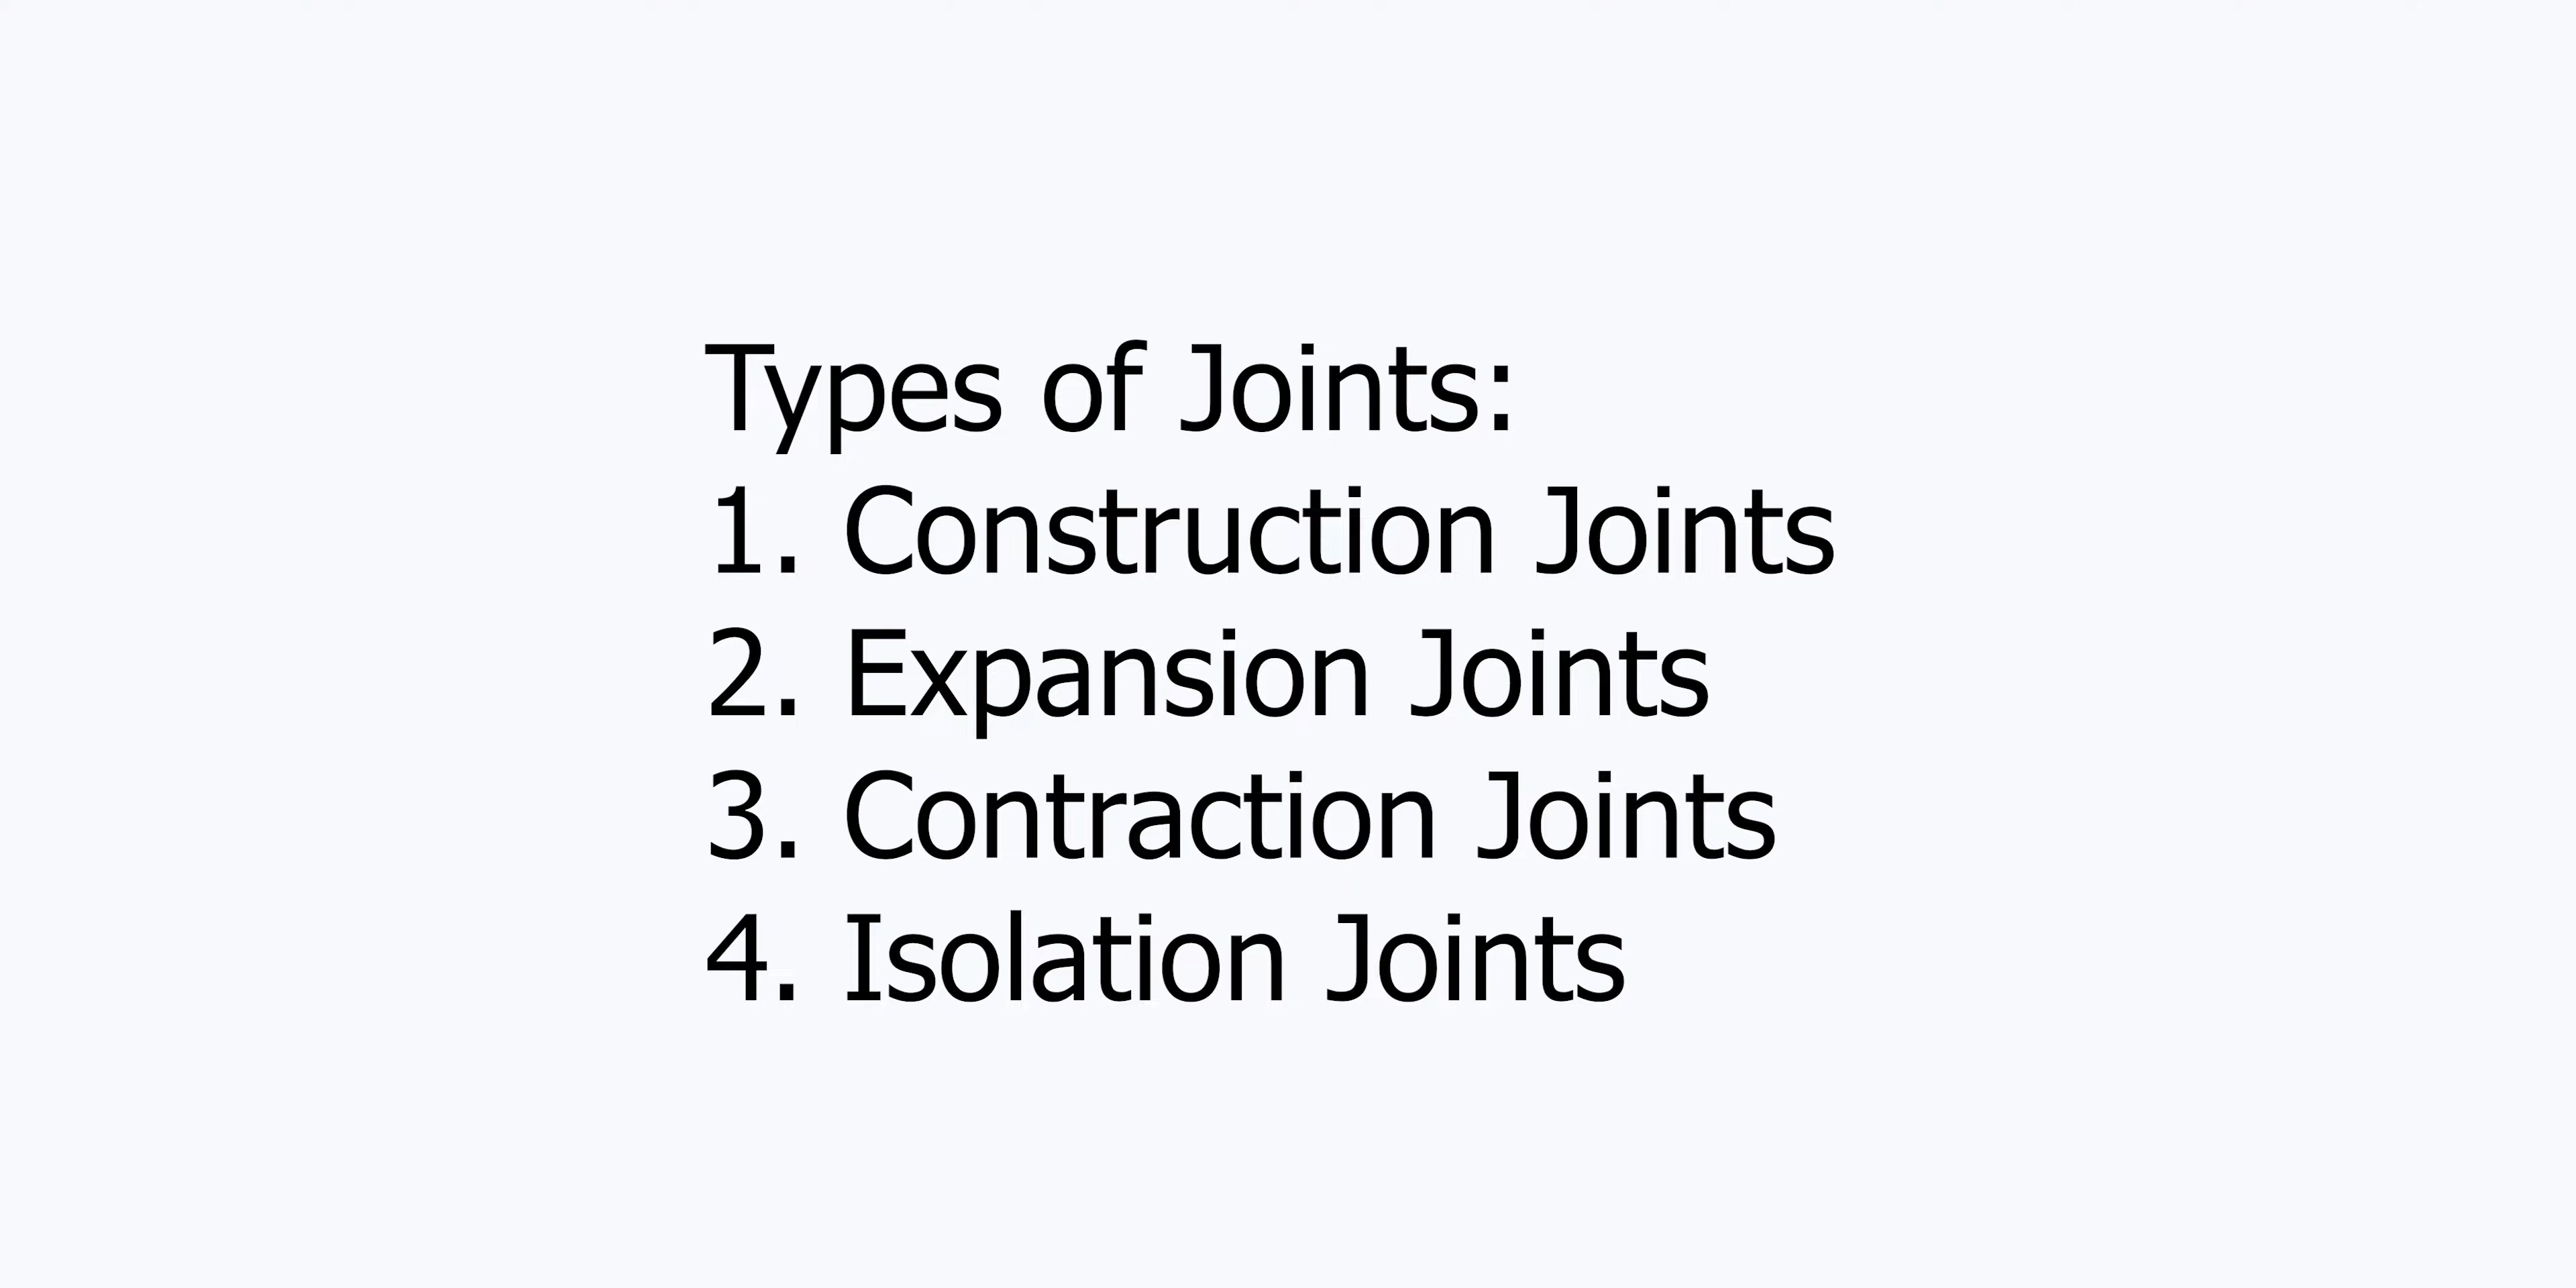 Types of Joints:
1. Construction Joints
2. Expansion Joints
3. Contraction Joints
4. Isolation Joints